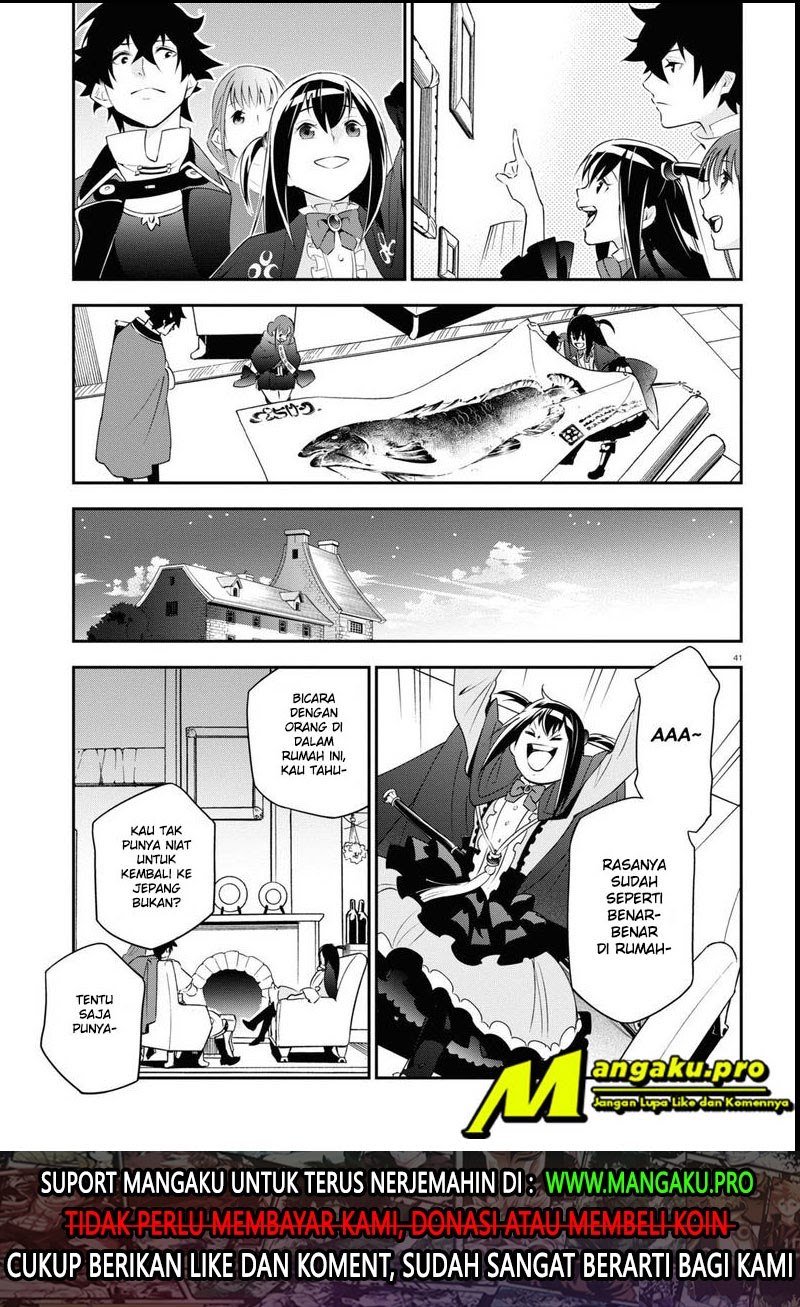 41
AAA~
RASANYA
SUDAH
SEPERTI
BENAR-
BENAR
DI RUMAH-
BICARA
DENGAN
ORANG DI
DALAM
RUMAH INI,
KAU TAHU-
KAU TAK
PUNYA NIAT
UNTUK
KEMBALI KE
JEPANG
BUKAN?
TENTU
SAJA
PUNYA-
Mangaku.pro
Jangan Lupa Like dan Komennya
SUPORT MANGAKU UNTUK TERUS NERJEMAHIN DI : WWW.MANGAKU.PRO
TIDAK PERLU MEMBAYAR KAMI, DONASI ATAU MEMBELI KOIN
CUKUP BERIKAN LIKE DAN KOMENT, SUDAH SANGAT BERARTI BAGI KAMI